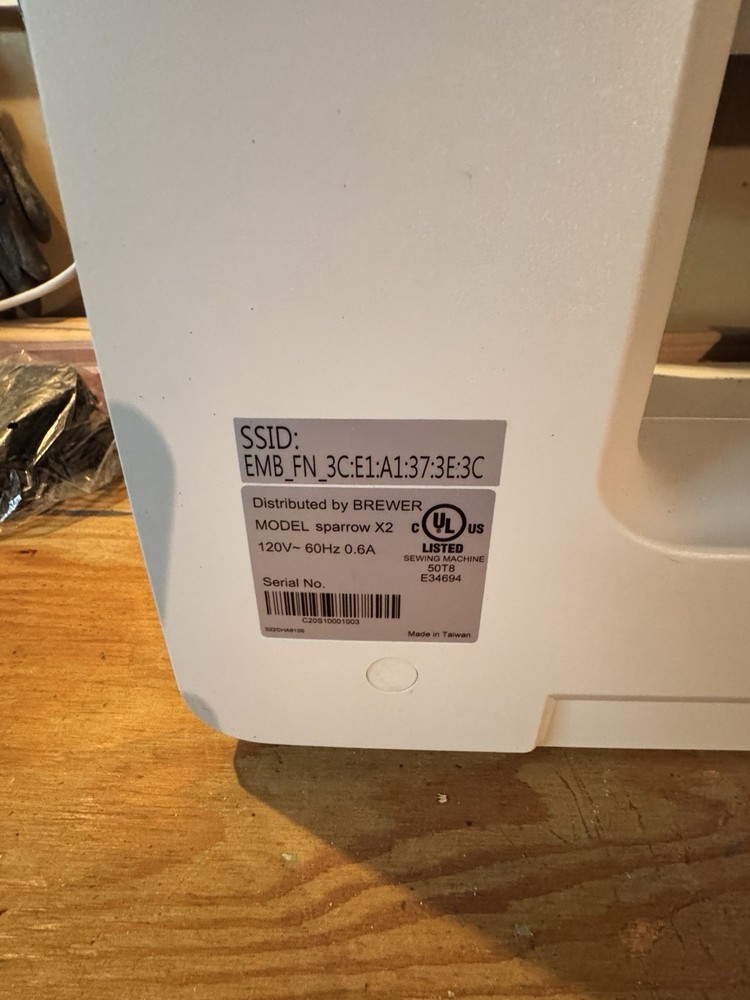 SSID:
EMB_FN_3C:E1:A1:37:3E:3C
Distributed by BREWER
MODEL sparrow X2
120V~ 60Hz 0.6A
C UL US
LISTED
SEWING MACHINE
50T8
E34694
Serial No.
C20S10001003
Made in Taiwan